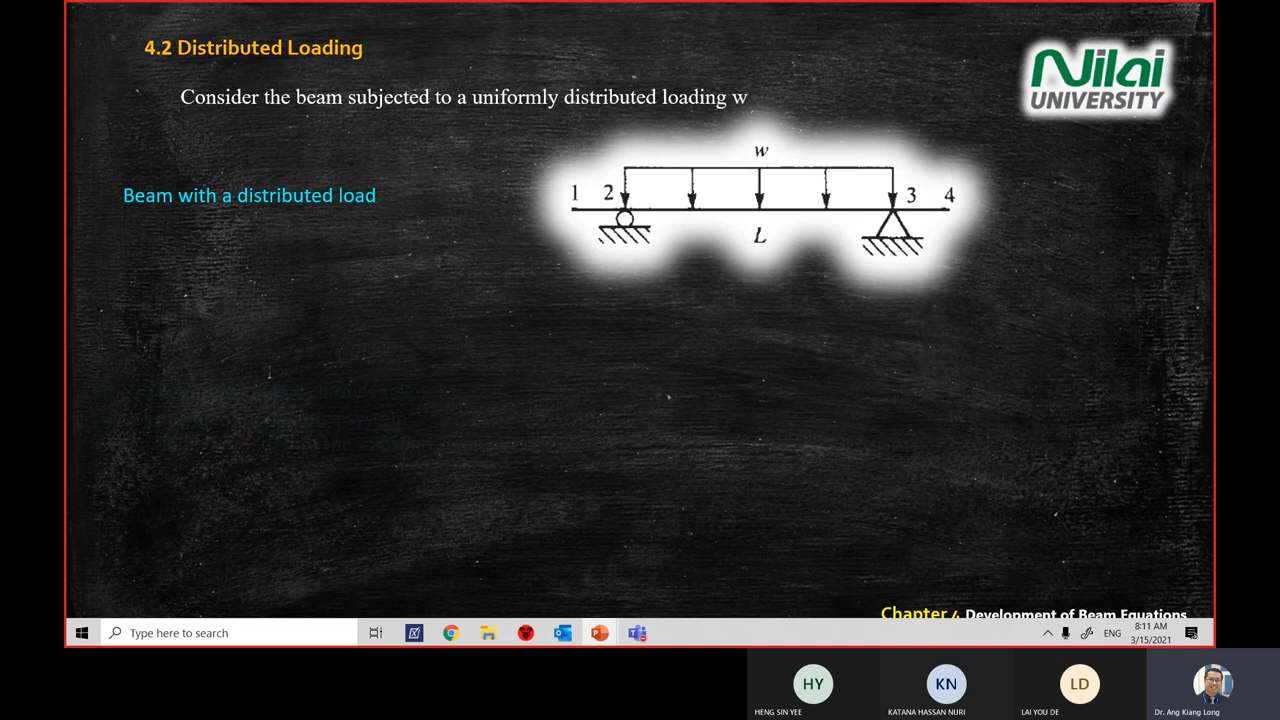 4.2 Distributed Loading
Nilai
UNIVERSITY
Consider the beam subjected to a uniformly distributed loading w
w
Beam with a distributed load
1 2 3 4
L
Chapter 4 Development of Beam Equations
Type here to search
ENG
8:11 AM
3/15/2021
HY KN LD
HENG SIN YEE KATANA HASSAN NURI LAI YOU DE Dr. Ang Kiang Long